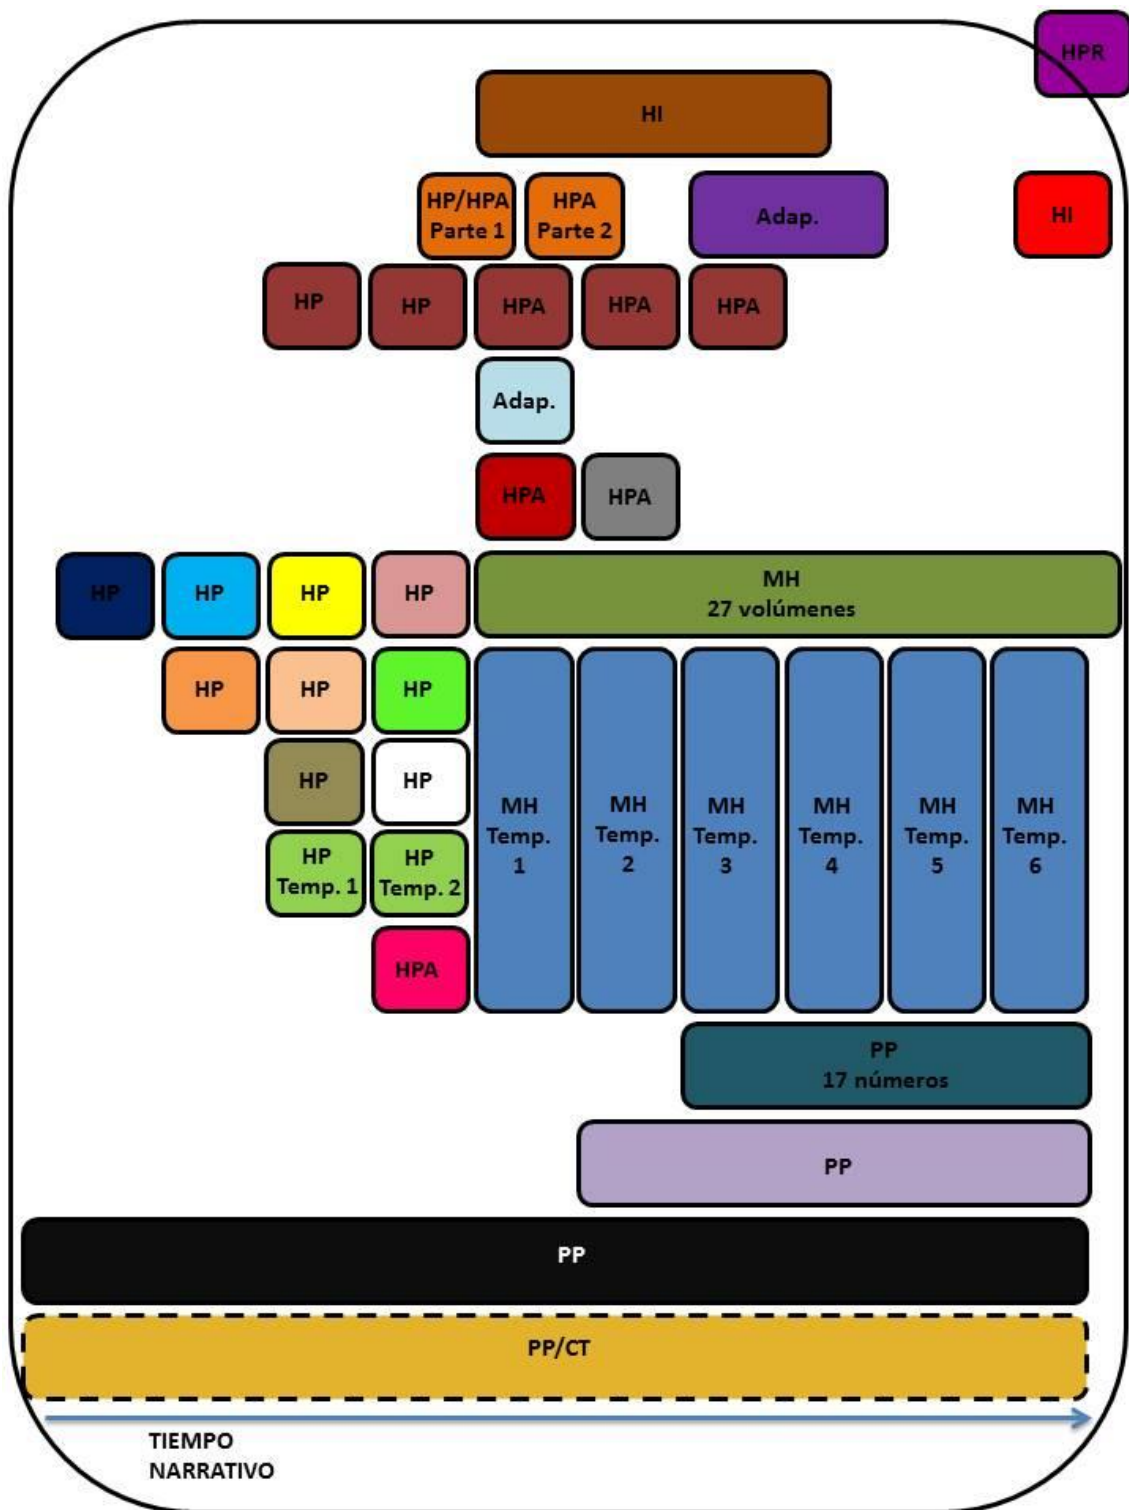 HPR
HI
HP/HPA
Parte 1
HPA
Parte 2
Adap.
HI
HP
HP
HPA
HPA
HPA
Adap.
HPA
HPA
HP
HP
HP
HP
MH
27 volúmenes
HP
HP
HP
HP
HP
MH
Temp.
1
MH
Temp.
2
MH
Temp.
3
MH
Temp.
4
MH
Temp.
5
MH
Temp.
6
HP
Temp. 1
HP
Temp. 2
HPA
PP
17 números
PP
PP
PP/CT
TIEMPO
NARRATIVO